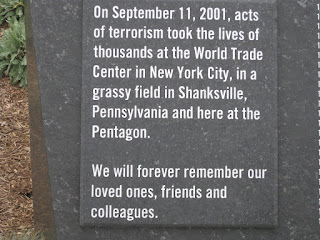 On September 11, 2001, acts
of terrorism took the lives of
thousands at the World Trade
Center in New York City, in a
grassy field in Shanksville,
Pennsylvania and here at the
Pentagon.
We will forever remember our
loved ones, friends and
colleagues.